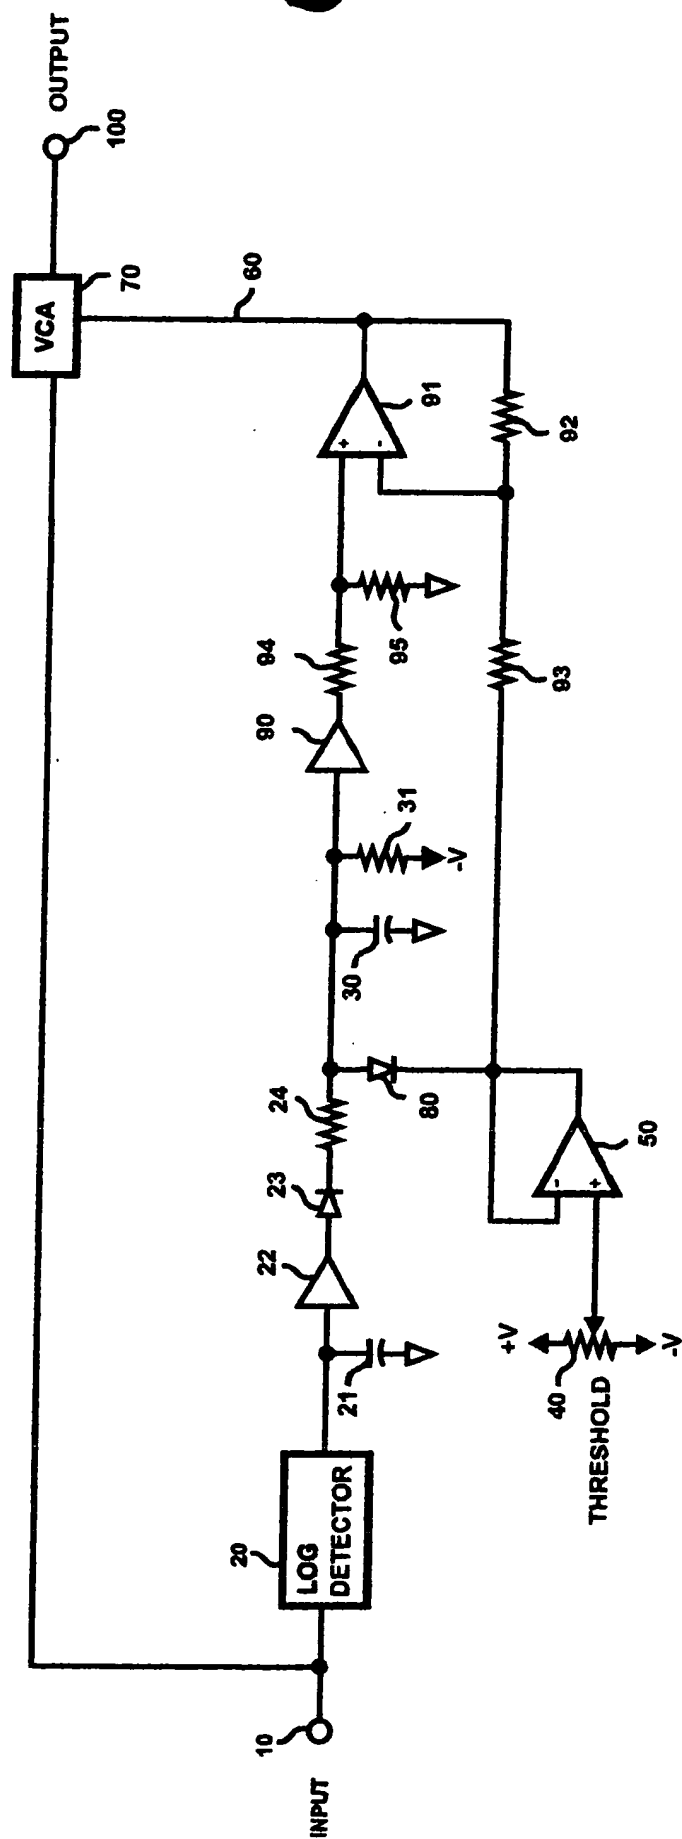 OUTPUT
100
VCA
70
60
91
+
-
92
94
95
90
93
31
-V
30
24
80
23
22
50
-
+
21
+V
40
-V
THRESHOLD
20
LOG
DETECTOR
10
INPUT